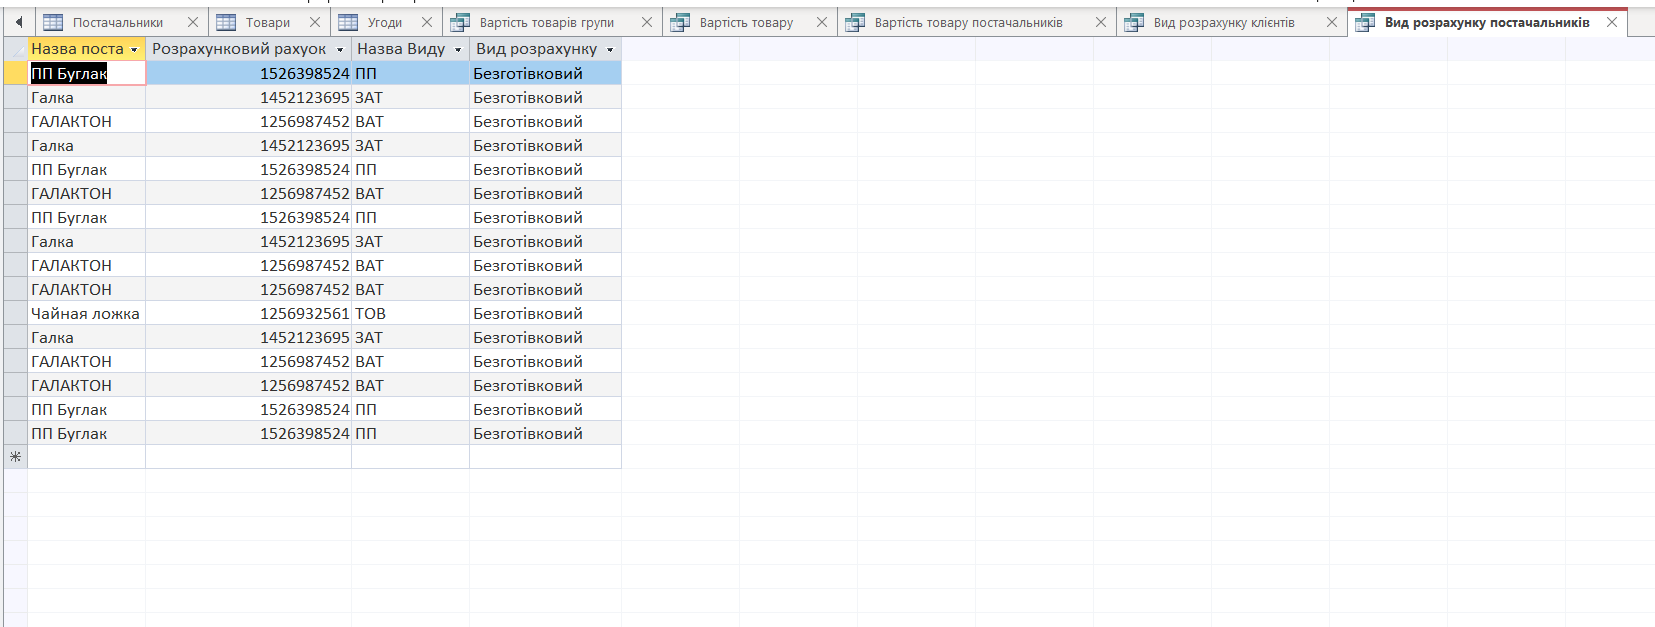 Постачальники Товари Угоди Вартість товарів групи Вартість товару Вартість товару постачальників Вид розрахунку клієнтів Вид розрахунку постачальників
Назва поста Розрахунковий рахуок Назва Виду Вид розрахунку
ПП Буглак 1526398524 ПП Безготівковий
Галка 1452123695 ЗАТ Безготівковий
ГАЛАКТОН 1256987452 ВАТ Безготівковий
Галка 1452123695 ЗАТ Безготівковий
ПП Буглак 1526398524 ПП Безготівковий
ГАЛАКТОН 1256987452 ВАТ Безготівковий
ПП Буглак 1526398524 ПП Безготівковий
Галка 1452123695 ЗАТ Безготівковий
ГАЛАКТОН 1256987452 ВАТ Безготівковий
ГАЛАКТОН 1256987452 ВАТ Безготівковий
Чайная ложка 1256932561 ТОВ Безготівковий
Галка 1452123695 ЗАТ Безготівковий
ГАЛАКТОН 1256987452 ВАТ Безготівковий
ГАЛАКТОН 1256987452 ВАТ Безготівковий
ПП Буглак 1526398524 ПП Безготівковий
ПП Буглак 1526398524 ПП Безготівковий